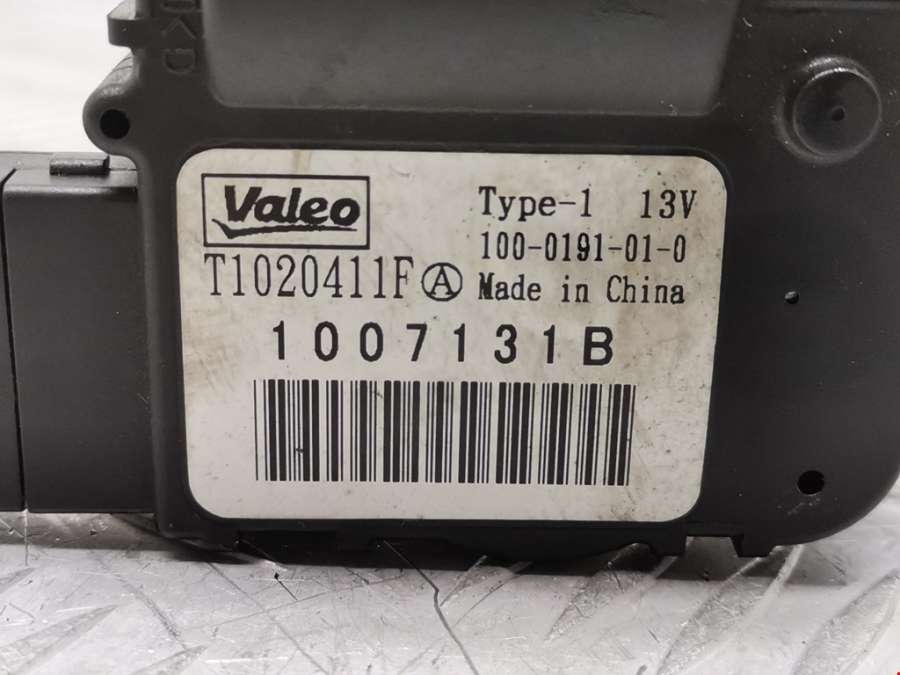 Valeo
Type-1 13V
100-0191-01-0
T1020411F Ⓐ Made in China
1007131B